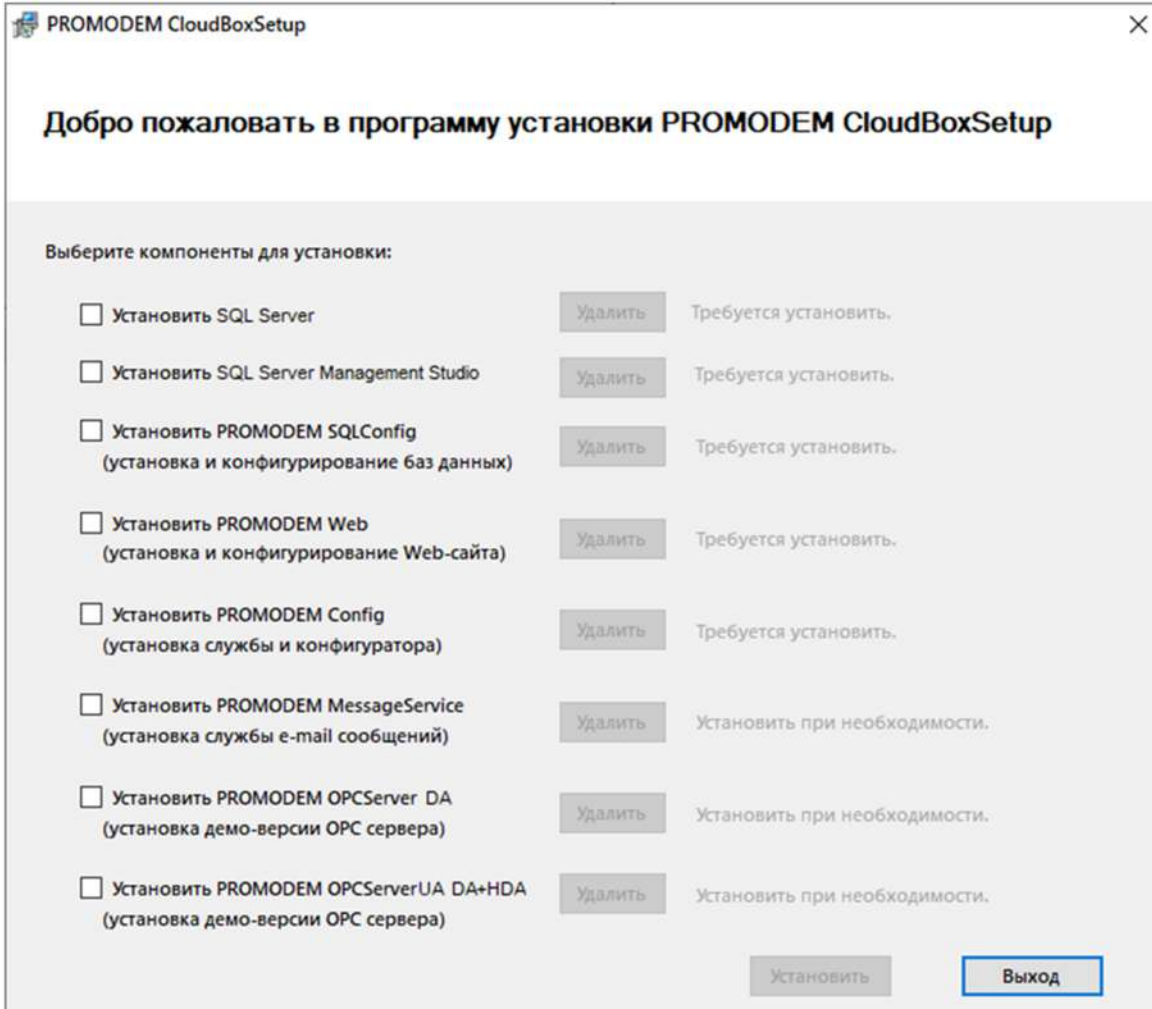 PROMODEM CloudBoxSetup
Добро пожаловать в программу установки PROMODEM CloudBoxSetup
Выберите компоненты для установки:
Установить SQL Server Удалить Требуется установить.
Установить SQL Server Management Studio Удалить Требуется установить.
Установить PROMODEM SQLConfig
(установка и конфигурирование баз данных) Удалить Требуется установить.
Установить PROMODEM Web
(установка и конфигурирование Web-сайта) Удалить Требуется установить.
Установить PROMODEM Config
(установка службы и конфигуратора) Удалить Требуется установить.
Установить PROMODEM MessageService
(установка службы e-mail сообщений) Удалить Установить при необходимости.
Установить PROMODEM OPCServer DA
(установка демо-версии OPC сервера) Удалить Установить при необходимости.
Установить PROMODEM OPCServerUA DA+HDA
(установка демо-версии OPC сервера) Удалить Установить при необходимости.
Установить Выход